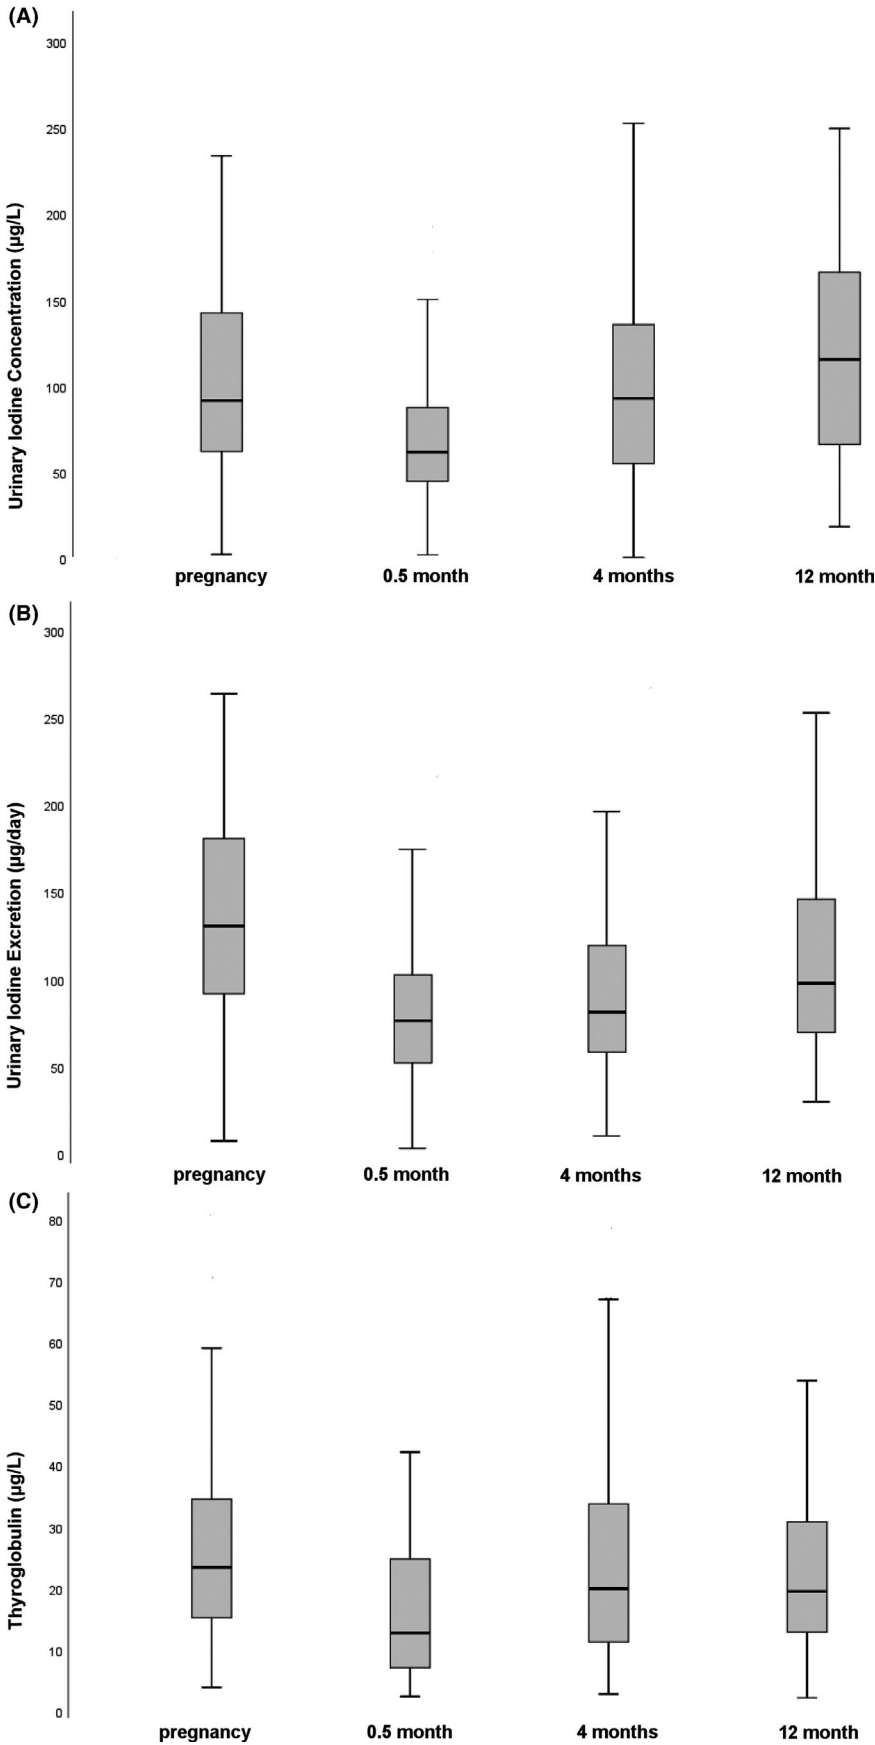 (A)
Urinary Iodine Concentration (µg/L)
300
250
200
150
100
50
0
pregnancy 0.5 month 4 months 12 month
(B)
Urinary Iodine Excretion (µg/day)
300
250
200
150
100
50
0
pregnancy 0.5 month 4 months 12 month
(C)
Thyroglobulin (µg/L)
80
70
60
50
40
30
20
10
0
pregnancy 0.5 month 4 months 12 month